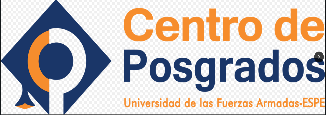 Centro de
Posgrados
Universidad de las Fuerzas Armadas-ESPE